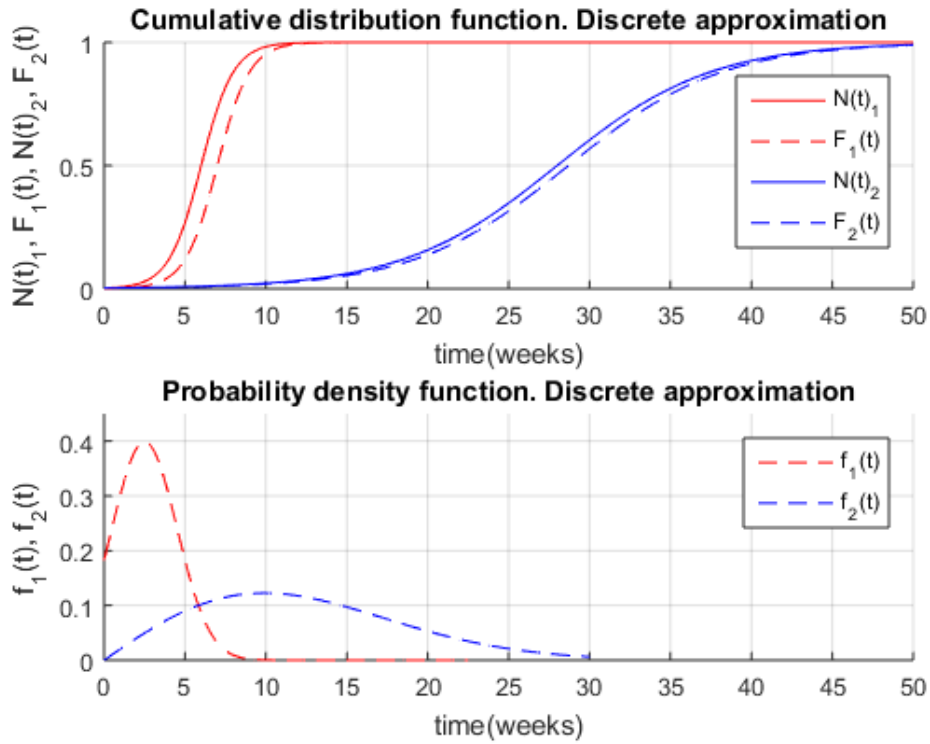 Cumulative distribution function. Discrete approximation
N(t)₁, F₁(t), N(t)₂, F₂(t)
1
0.5
0
0 5 10 15 20 25 30 35 40 45 50
time(weeks)
N(t)₁
F₁(t)
N(t)₂
F₂(t)
Probability density function. Discrete approximation
f₁(t), f₂(t)
0.4
0.3
0.2
0.1
0
0 5 10 15 20 25 30 35 40 45 50
time(weeks)
f₁(t)
f₂(t)